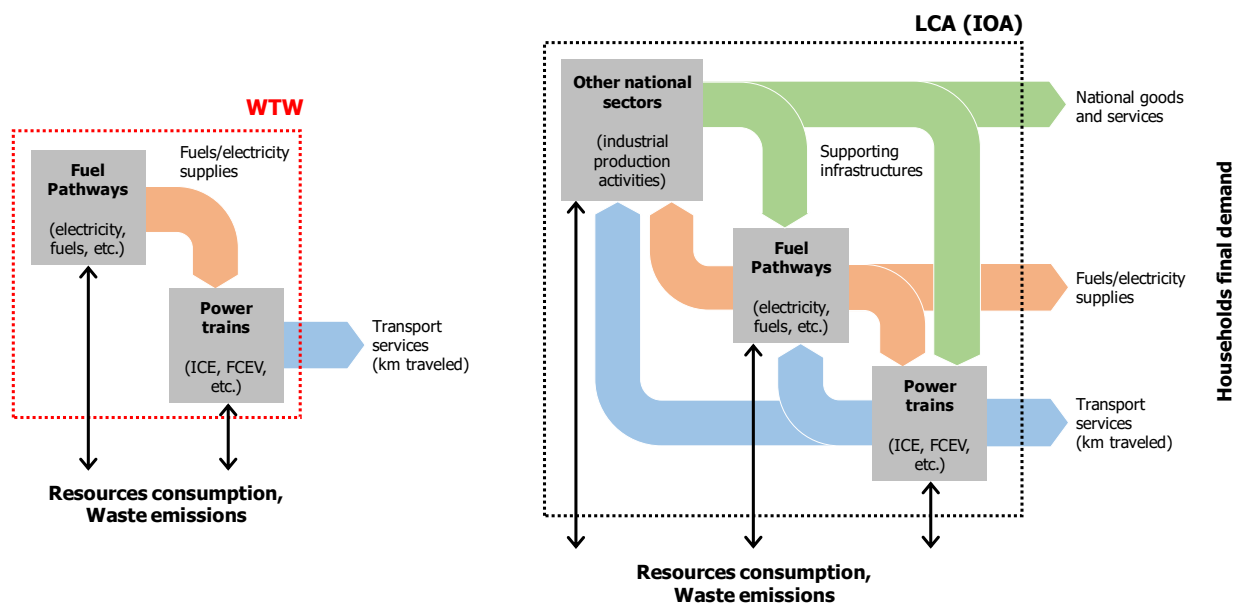 WTW
Fuels/electricity
supplies
Fuel
Pathways
(electricity,
fuels, etc.)
Power
trains
(ICE, FCEV,
etc.)
Transport
services
(km traveled)
Resources consumption,
Waste emissions
LCA (IOA)
Other national
sectors
(industrial
production
activities)
National goods
and services
Supporting
infrastructures
Fuel
Pathways
(electricity,
fuels, etc.)
Fuels/electricity
supplies
Power
trains
(ICE, FCEV,
etc.)
Transport
services
(km traveled)
Households final demand
Resources consumption,
Waste emissions